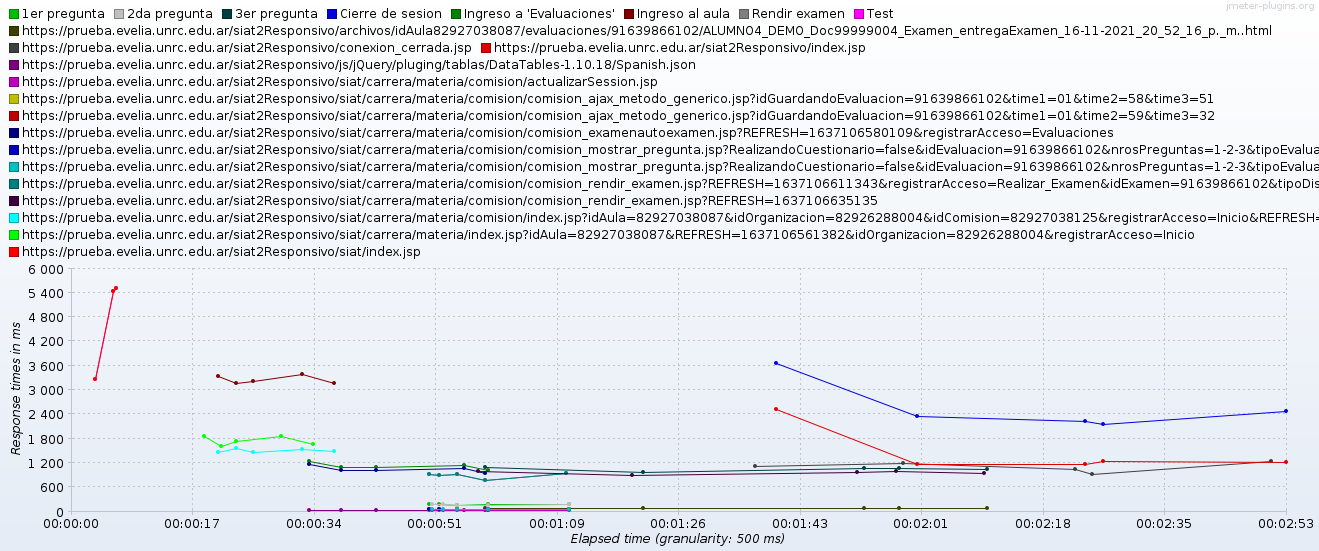 jmeter-plugins.org
1er pregunta 2da pregunta 3er pregunta Cierre de sesion Ingreso a 'Evaluaciones' Ingreso al aula Rendir examen Test
https://prueba.evelia.unrc.edu.ar/siat2Responsivo/archivos/idAula82927038087/evaluaciones/91639866102/ALUMNO4_DEMO_Doc99999004_Examen_entregaExamen_16-11-2021_20_52_16_p._m..html
https://prueba.evelia.unrc.edu.ar/siat2Responsivo/conexion_cerrada.jsp https://prueba.evelia.unrc.edu.ar/siat2Responsivo/index.jsp
https://prueba.evelia.unrc.edu.ar/siat2Responsivo/js/jQuery/pluging/tablas/DataTables-1.10.18/Spanish.json
https://prueba.evelia.unrc.edu.ar/siat2Responsivo/siat/carrera/materia/comision/actualizarSession.jsp
https://prueba.evelia.unrc.edu.ar/siat2Responsivo/siat/carrera/materia/comision/comision_ajax_metodo_generico.jsp?idGuardandoEvaluacion=91639866102&time1=01&time2=58&time3=51
https://prueba.evelia.unrc.edu.ar/siat2Responsivo/siat/carrera/materia/comision/comision_ajax_metodo_generico.jsp?idGuardandoEvaluacion=91639866102&time1=01&time2=59&time3=32
https://prueba.evelia.unrc.edu.ar/siat2Responsivo/siat/carrera/materia/comision/comision_examenautoexamen.jsp?REFRESH=1637106580109&registrarAcceso=Evaluaciones
https://prueba.evelia.unrc.edu.ar/siat2Responsivo/siat/carrera/materia/comision/comision_mostrar_pregunta.jsp?RealizandoCuestionario=false&idEvaluacion=91639866102&nrosPreguntas=1-2-3&tipoEvalua
https://prueba.evelia.unrc.edu.ar/siat2Responsivo/siat/carrera/materia/comision/comision_mostrar_pregunta.jsp?RealizandoCuestionario=false&idEvaluacion=91639866102&nrosPreguntas=1-2-3&tipoEvalua
https://prueba.evelia.unrc.edu.ar/siat2Responsivo/siat/carrera/materia/comision/comision_rendir_examen.jsp?REFRESH=1637106611343&registrarAcceso=Realizar_Examen&idExamen=91639866102&tipoDis
https://prueba.evelia.unrc.edu.ar/siat2Responsivo/siat/carrera/materia/comision/comision_rendir_examen.jsp?REFRESH=1637106635135
https://prueba.evelia.unrc.edu.ar/siat2Responsivo/siat/carrera/materia/comision/index.jsp?idAula=82927038087&idOrganizacion=82926288004&idComision=82927038125&registrarAcceso=Inicio&REFRESH=
https://prueba.evelia.unrc.edu.ar/siat2Responsivo/siat/carrera/materia/index.jsp?idAula=82927038087&REFRESH=1637106561382&idOrganizacion=82926288004&registrarAcceso=Inicio
https://prueba.evelia.unrc.edu.ar/siat2Responsivo/siat/index.jsp
Response times in ms
6 000
5 400
4 800
4 200
3 600
3 000
2 400
1 800
1 200
600
0
00:00:00 00:00:17 00:00:34 00:00:51 00:01:09 00:01:26 00:01:43 00:02:01 00:02:18 00:02:35 00:02:53
Elapsed time (granularity: 500 ms)